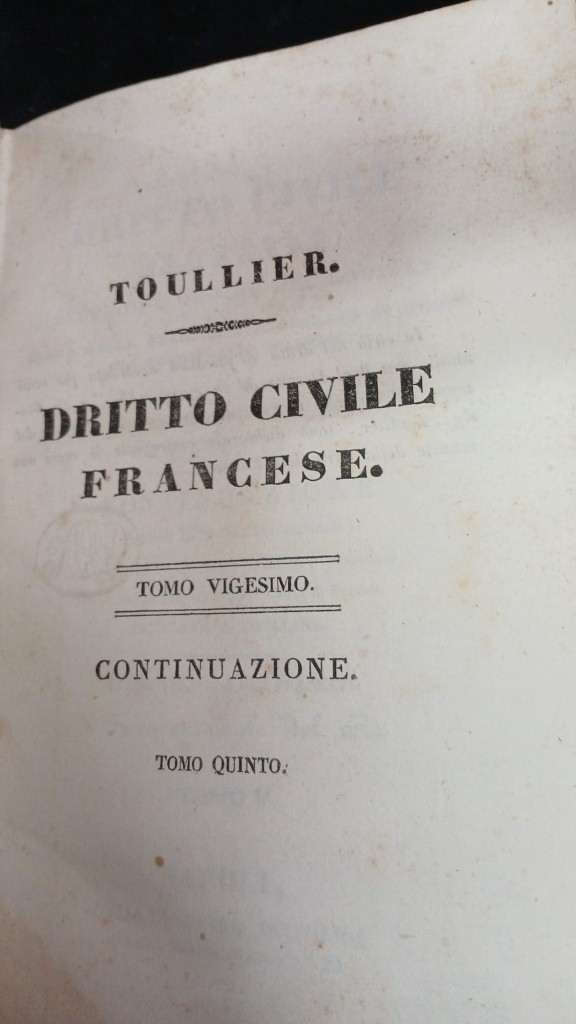 TOULLIER.
DRITTO CIVILE
FRANCESE.
TOMO VIGESIMO.
CONTINUAZIONE.
TOMO QUINTO.